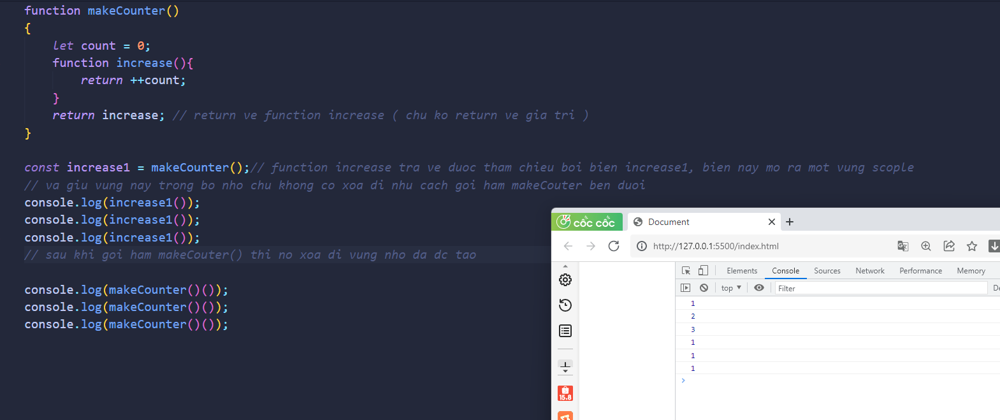 function makeCounter()
{
let count = 0;
function increase(){
return ++count;
}
return increase; // return ve function increase ( chu ko return ve gia tri )
}
const increase1 = makeCounter();// function increase tra ve duoc tham chieu boi bien increase1, bien nay mo ra mot vung scople
// va giu vung nay trong bo nho chu khong co xoa di nhu cach goi ham makeCouter ben duoi
console.log(increase1());
console.log(increase1());
console.log(increase1());
// sau khi goi ham makeCouter() thi no xoa di vung nho da dc tao
console.log(makeCounter()());
console.log(makeCounter()());
console.log(makeCounter()());
CỐC CỐC
Document
http://127.0.0.1:5500/index.html
Elements Console Sources Network Performance Memory
top Filter De
1
2
3
1
1
1
15.8